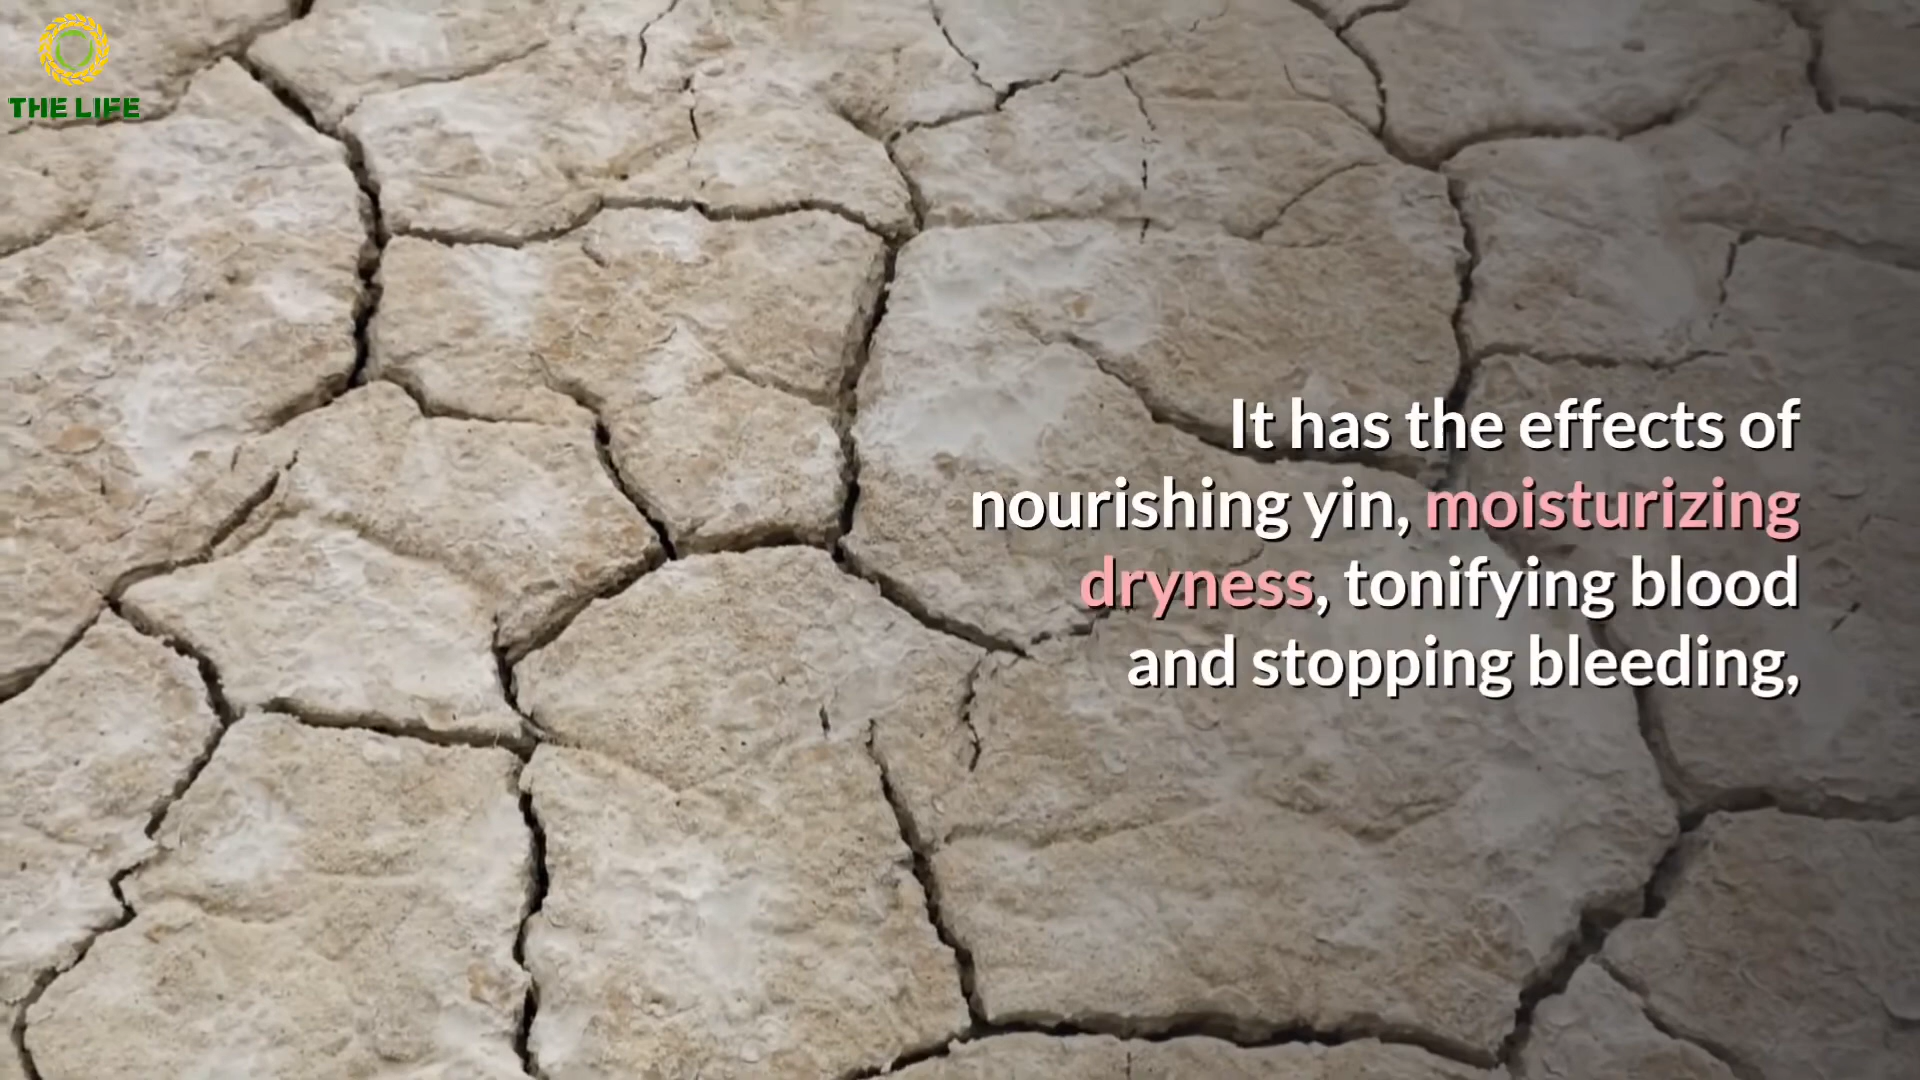 THE LIFE
It has the effects of
nourishing yin, moisturizing
dryness, tonifying blood
and stopping bleeding,